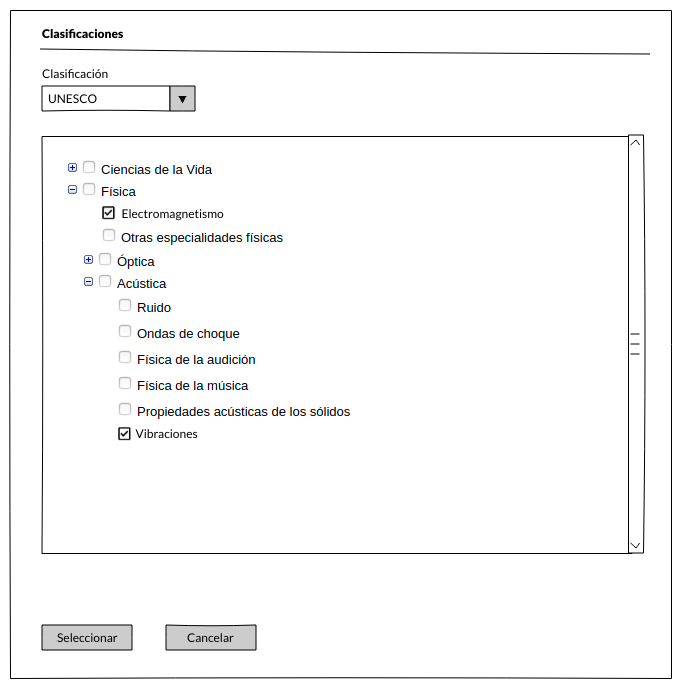 Clasificaciones
Clasificación
UNESCO
Ciencias de la Vida
Física
Electromagnetismo
Otras especialidades físicas
Óptica
Acústica
Ruido
Ondas de choque
Física de la audición
Física de la música
Propiedades acústicas de los sólidos
Vibraciones
Seleccionar
Cancelar